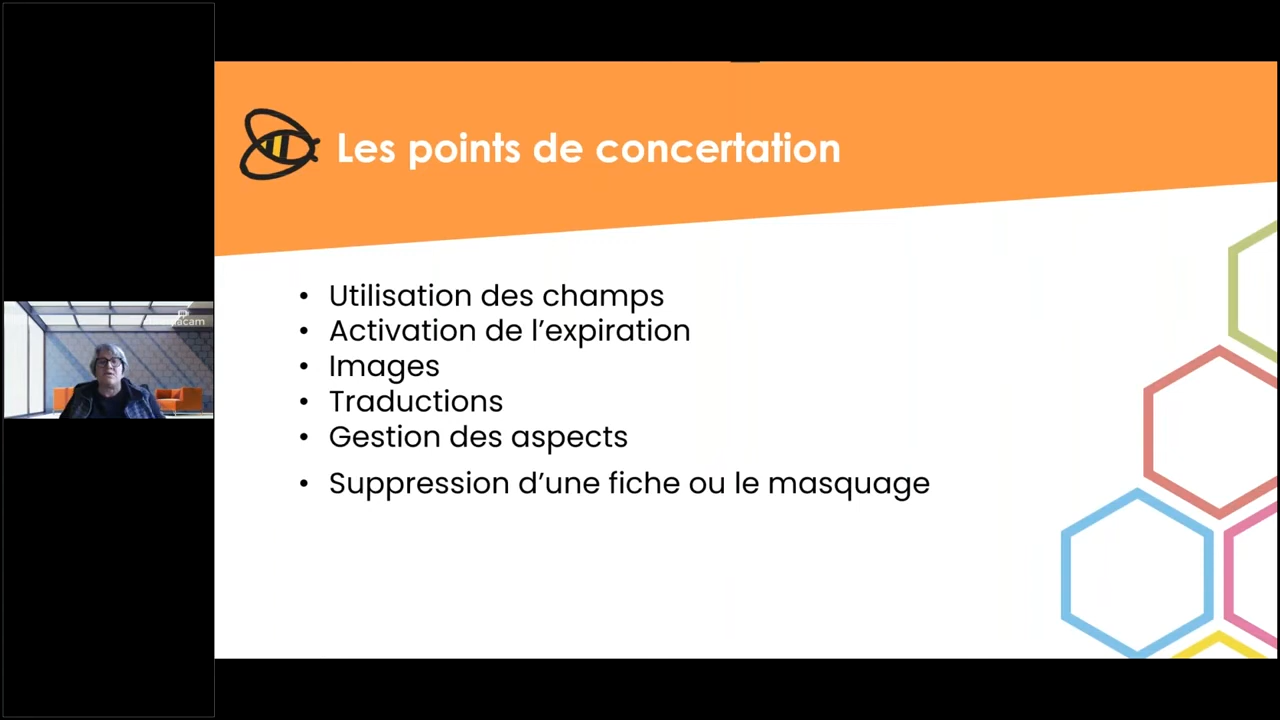 Les points de concertation
• Utilisation des champs
• Activation de l’expiration
• Images
• Traductions
• Gestion des aspects
• Suppression d’une fiche ou le masquage